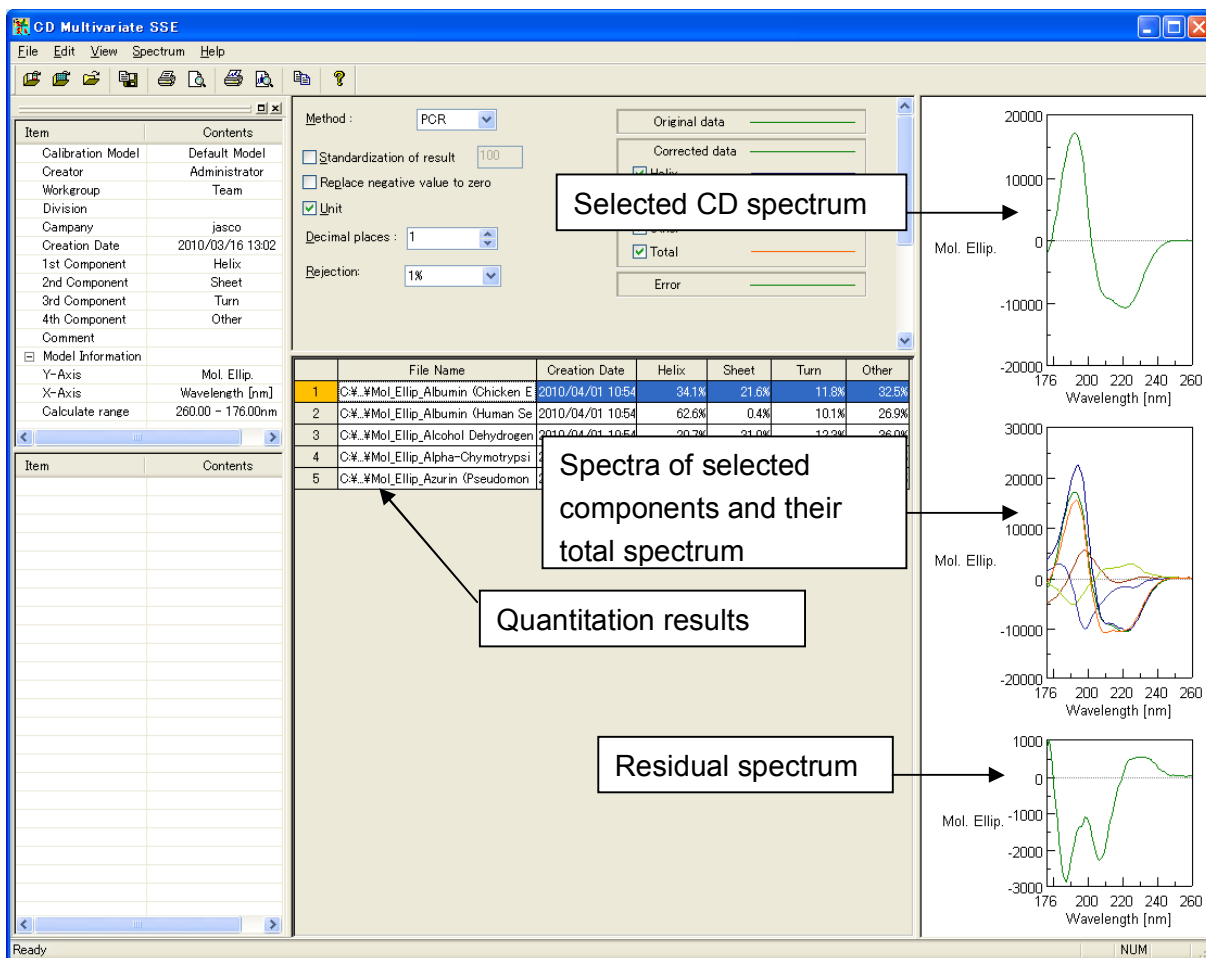 CD Multivariate SSE
File Edit View Spectrum Help
Item Contents
Calibration Model Default Model
Creator Administrator
Workgroup Team
Division
Campany jasco
Creation Date 2010/03/16 13:02
1st Component Helix
2nd Component Sheet
3rd Component Turn
4th Component Other
Comment
Model Information
Y-Axis Mol. Ellip.
X-Axis Wavelength [nm]
Calculate range 260.00 - 176.00nm
Item Contents
Method : PCR
Standardization of result 100
Replace negative value to zero
Unit
Decimal places : 1
Rejection: 1%
Original data
Corrected data
Helix
Other
Total
Error
Selected CD spectrum
File Name Creation Date Helix Sheet Turn Other
1 C:¥...¥Mol_Ellip_Albumin (Chicken E 2010/04/01 10:54 34.1% 21.6% 11.8% 32.5%
2 C:¥...¥Mol_Ellip_Albumin (Human Se 2010/04/01 10:54 62.6% 0.4% 10.1% 26.9%
3 C:¥...¥Mol_Ellip_Alcohol Dehydrogen 2010/04/01 10:54
4 C:¥...¥Mol_Ellip_Alpha-Chymotrypsi
5 C:¥...¥Mol_Ellip_Azurin (Pseudomon
Spectra of selected
components and their
total spectrum
Quantitation results
Residual spectrum
20000
10000
Mol. Ellip.
0
-10000
-20000
176 200 220 240 260
Wavelength [nm]
30000
20000
10000
Mol. Ellip.
0
-10000
-20000
176 200 220 240 260
Wavelength [nm]
1000
0
Mol. Ellip. -1000
-2000
-3000
176 200 220 240 260
Wavelength [nm]
Ready NUM